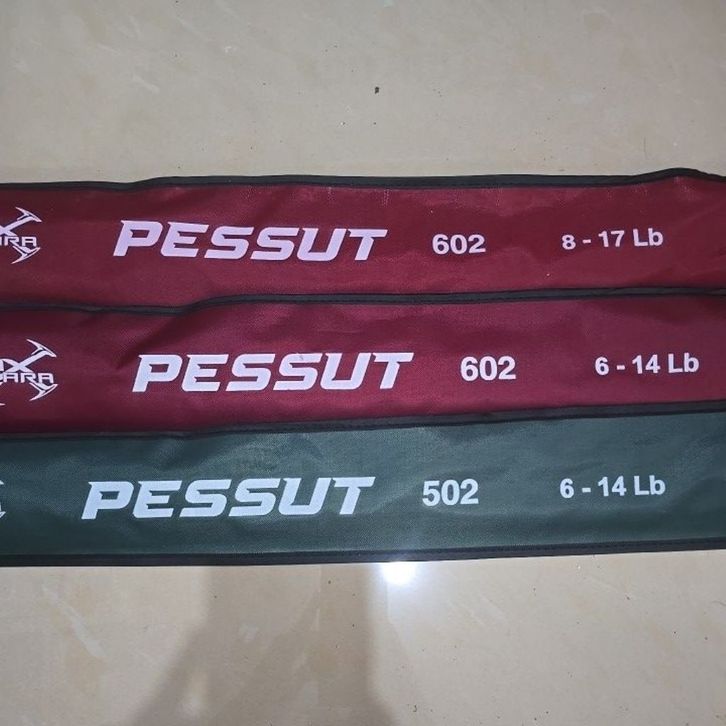 PESSUT 602 8 - 17 Lb
PESSUT 602 6 - 14 Lb
PESSUT 502 6 - 14 Lb